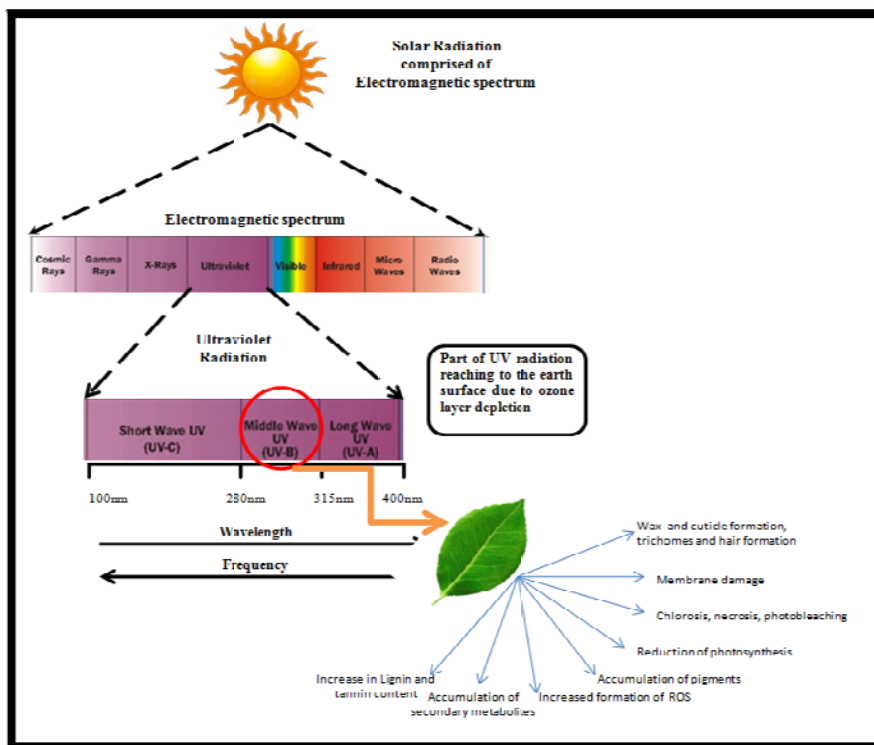 Solar Radiation
comprised of
Electromagnetic spectrum
Electromagnetic spectrum
Cosmic
Rays
Gamma
Rays
X-Rays
Ultraviolet
Visible
Infrared
Micro
Waves
Radio
Waves
Ultraviolet
Radiation
Part of UV radiation
reaching to the earth
surface due to ozone
layer depletion
Short Wave UV
(UV-C)
Middle Wave
UV
(UV-B)
Long Wave
UV
(UV-A)
100nm
280nm
315nm
400nm
Wavelength
Frequency
Wax and cuticle formation,
trichomes and hair formation
Membrane damage
Chlorosis, necrosis, photobleaching
Reduction of photosynthesis
Accumulation of pigments
Increased formation of ROS
Accumulation of
secondary metabolites
Increase in Lignin and
tannin content